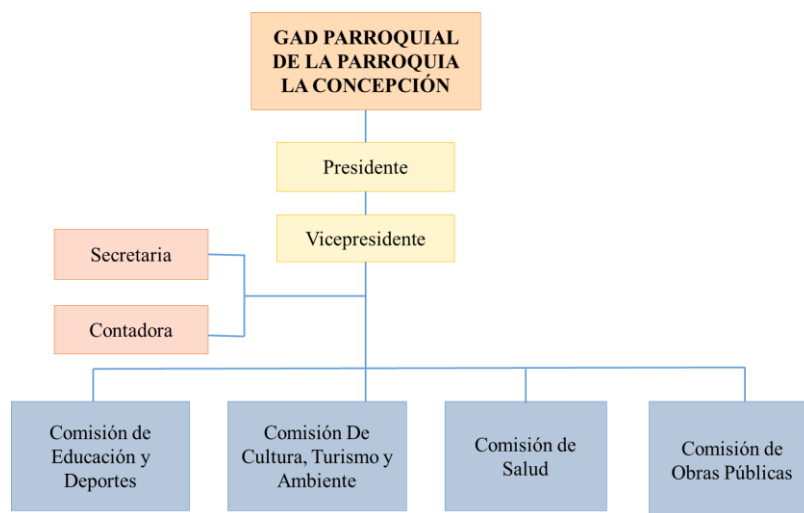 GAD PARROQUIAL
DE LA PARROQUIA
LA CONCEPCIÓN
Presidente
Vicepresidente
Secretaria
Contadora
Comisión de
Educación y
Deportes
Comisión De
Cultura, Turismo y
Ambiente
Comisión de
Salud
Comisión de
Obras Públicas